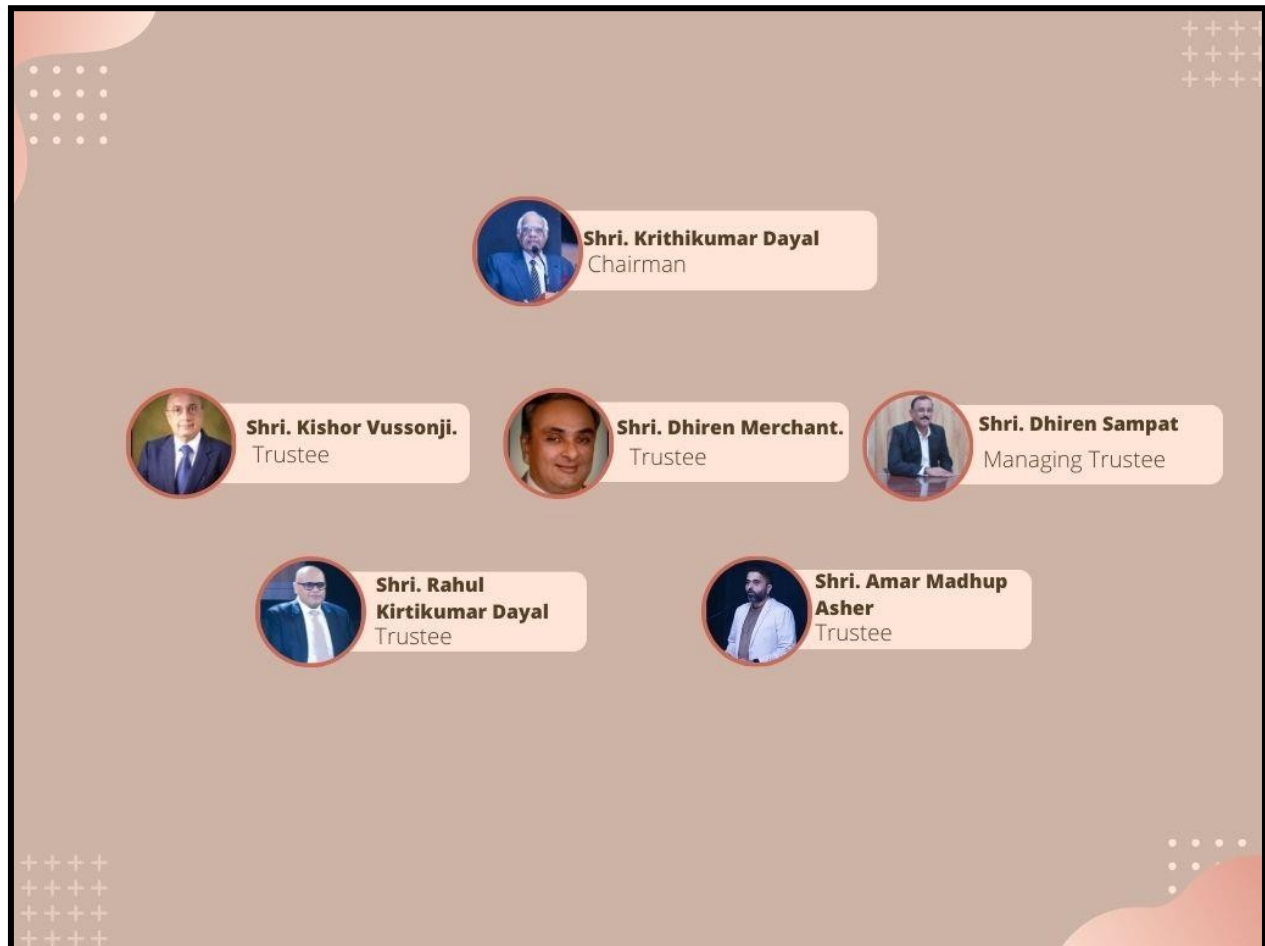 Shri. Krithikumar Dayal
Chairman
Shri. Kishor Vussonji.
Trustee
Shri. Dhiren Merchant.
Trustee
Shri. Dhiren Sampat
Managing Trustee
Shri. Rahul
Kirtikumar Dayal
Trustee
Shri. Amar Madhup
Asher
Trustee